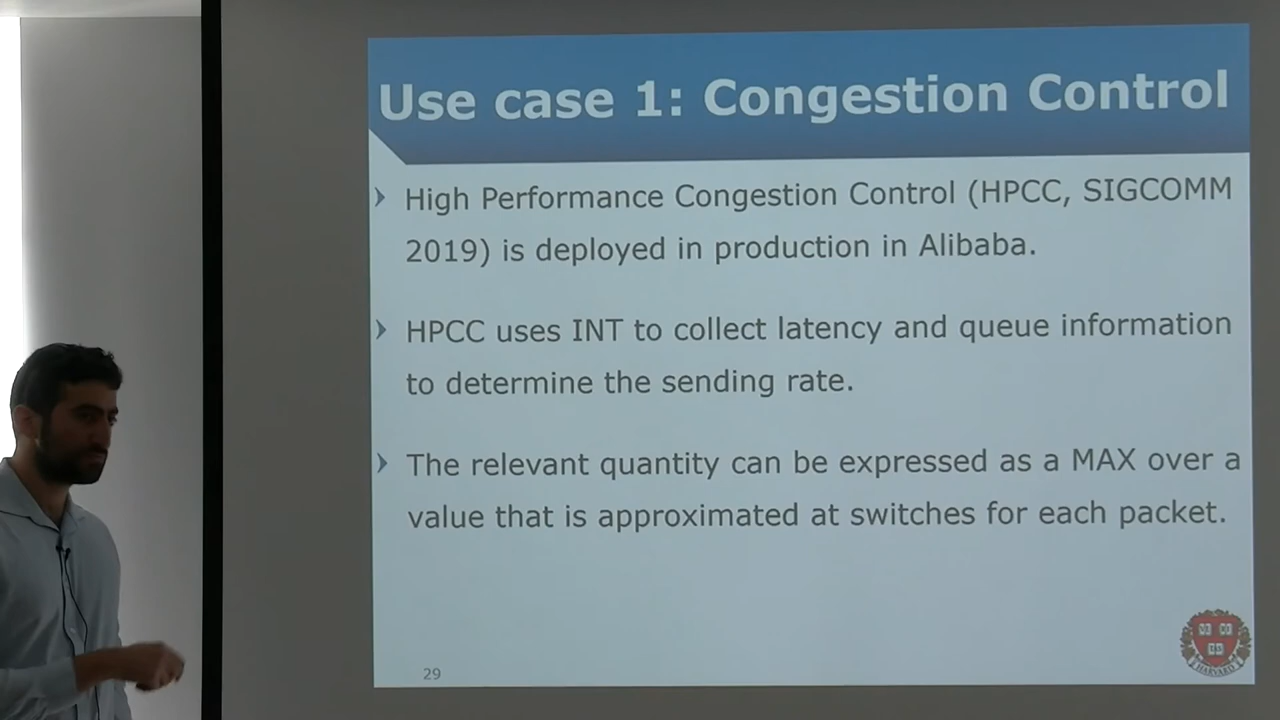 Use case 1: Congestion Control
› High Performance Congestion Control (HPCC, SIGCOMM
2019) is deployed in production in Alibaba.
› HPCC uses INT to collect latency and queue information
to determine the sending rate.
› The relevant quantity can be expressed as a MAX over a
value that is approximated at switches for each packet.
29
HARVARD